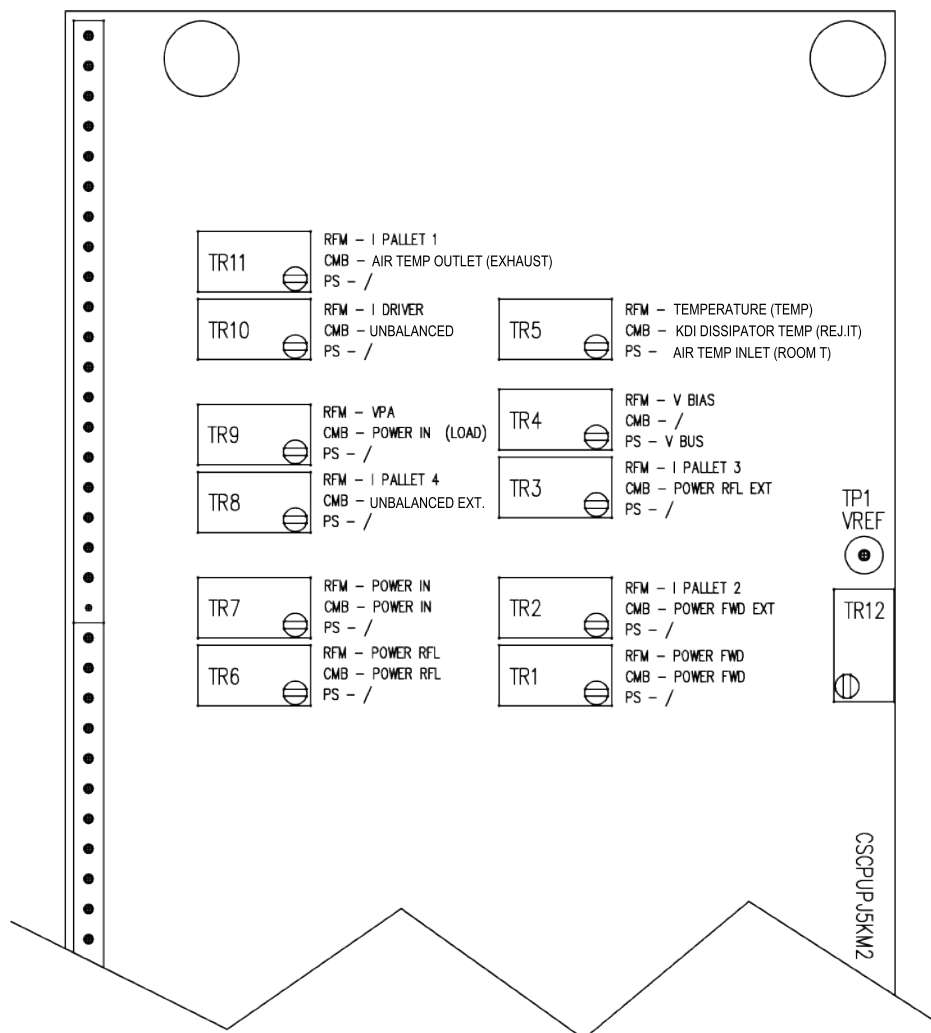 TR11
RFM - I PALLET 1
CMB - AIR TEMP OUTLET (EXHAUST)
PS - /
TR10
RFM - I DRIVER
CMB - UNBALANCED
PS - /
TR5
RFM - TEMPERATURE (TEMP)
CMB - KDI DISSIPATOR TEMP (REJ.IT)
PS - AIR TEMP INLET (ROOM T)
TR9
RFM - VPA
CMB - POWER IN (LOAD)
PS - /
TR4
RFM - V BIAS
CMB - /
PS - V BUS
TR8
RFM - I PALLET 4
CMB - UNBALANCED EXT.
PS - /
TR3
RFM - I PALLET 3
CMB - POWER RFL EXT
PS - /
TP1
VREF
TR7
RFM - POWER IN
CMB - POWER IN
PS - /
TR2
RFM - I PALLET 2
CMB - POWER FWD EXT
PS - /
TR12
TR6
RFM - POWER RFL
CMB - POWER RFL
PS - /
TR1
RFM - POWER FWD
CMB - POWER FWD
PS - /
CSCPUPJ5KM2